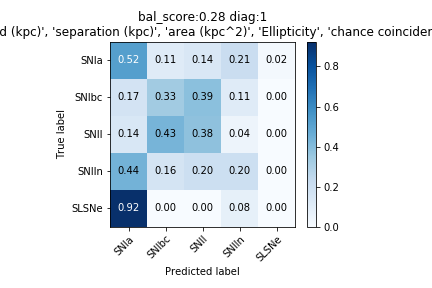 bal_score:0.28 diag:1
(kpc)', 'separation (kpc)', 'area (kpc^2)', 'Ellipticity', 'chance
SNIa 0.52 0.11 0.14 0.21 0.02
SNIbc 0.17 0.33 0.39 0.11 0.00
SNII 0.14 0.43 0.38 0.04 0.00
SNIIn 0.44 0.16 0.20 0.20 0.00
SLSNe 0.92 0.00 0.00 0.08 0.00
SNIa SNIbc SNII SNIIn SLSNe
True label
Predicted label
0.8
0.6
0.4
0.2
0.0